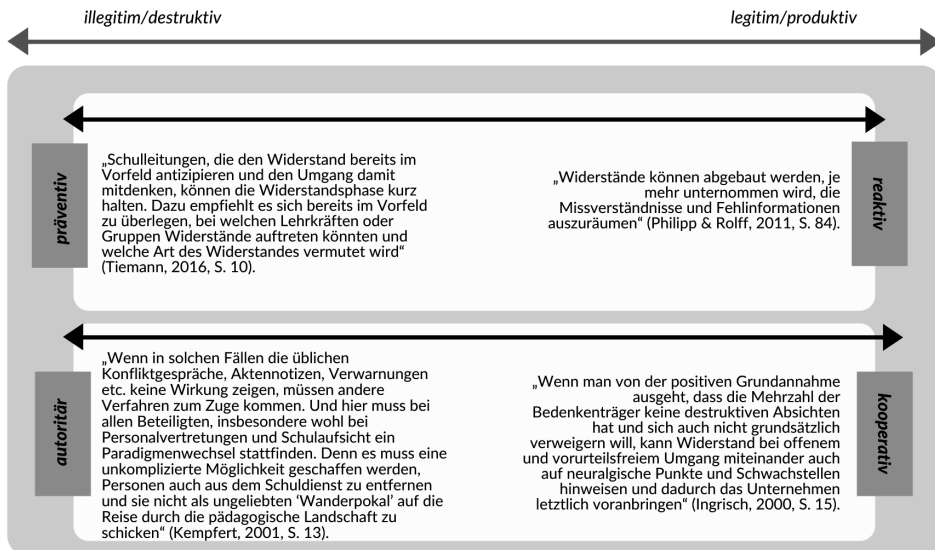 illegitim/destruktiv
legitim/produktiv
präventiv
„Schulleitungen, die den Widerstand bereits im
Vorfeld antizipieren und den Umgang damit
mitdenken, können die Widerstandsphase kurz
halten. Dazu empfiehlt es sich bereits im Vorfeld
zu überlegen, bei welchen Lehrkräften oder
Gruppen Widerstände auftreten könnten und
welche Art des Widerstandes vermutet wird“
(Tiemann, 2016, S. 10).
„Widerstände können abgebaut werden, je
mehr unternommen wird, die
Missverständnisse und Fehlinformationen
auszuräumen“ (Philipp & Rolff, 2011, S. 84).
reaktiv
autoritär
„Wenn in solchen Fällen die üblichen
Konfliktgespräche, Aktennotizen, Verwarnungen
etc. keine Wirkung zeigen, müssen andere
Verfahren zum Zuge kommen. Und hier muss bei
allen Beteiligten, insbesondere wohl bei
Personalvertretungen und Schulaufsicht ein
Paradigmenwechsel stattfinden. Denn es muss eine
unkomplizierte Möglichkeit geschaffen werden,
Personen auch aus dem Schuldienst zu entfernen
und sie nicht als ungeliebten ‘Wanderpokal’ auf die
Reise durch die pädagogische Landschaft zu
schicken“ (Kempfert, 2001, S. 13).
„Wenn man von der positiven Grundannahme
ausgeht, dass die Mehrzahl der
Bedenkenträger keine destruktiven Absichten
hat und sich auch nicht grundsätzlich
verweigern will, kann Widerstand bei offenem
und vorurteilsfreiem Umgang miteinander auch
auf neuralgische Punkte und Schwachstellen
hinweisen und dadurch das Unternehmen
letztlich voranbringen“ (Ingrisch, 2000, S. 15).
kooperativ